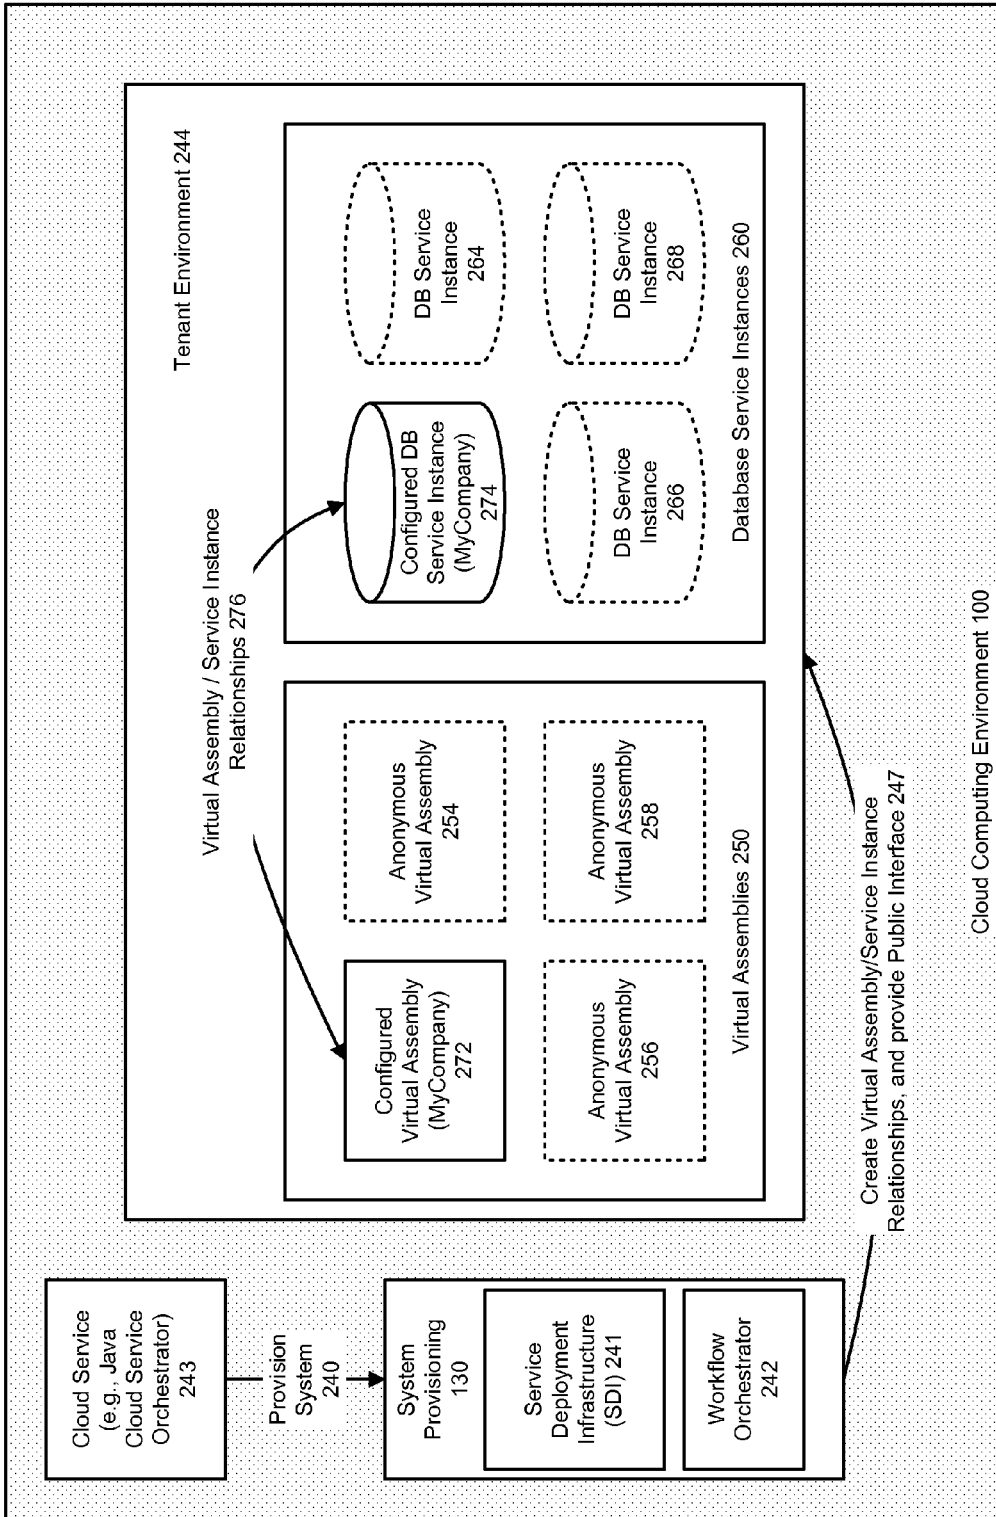 Cloud Service
(e.g., Java
Cloud Service
Orchestrator)
243
Provision
System
240
System
Provisioning
130
Service
Deployment
Infrastructure
(SDI) 241
Workflow
Orchestrator
242
Tenant Environment 244
Virtual Assembly / Service Instance
Relationships 276
Configured
Virtual Assembly
(MyCompany)
272
Anonymous
Virtual Assembly
254
Anonymous
Virtual Assembly
256
Anonymous
Virtual Assembly
258
Virtual Assemblies 250
Configured DB
Service Instance
(MyCompany)
274
DB Service
Instance
264
DB Service
Instance
266
DB Service
Instance
268
Database Service Instances 260
Create Virtual Assembly/Service Instance
Relationships, and provide Public Interface 247
Cloud Computing Environment 100